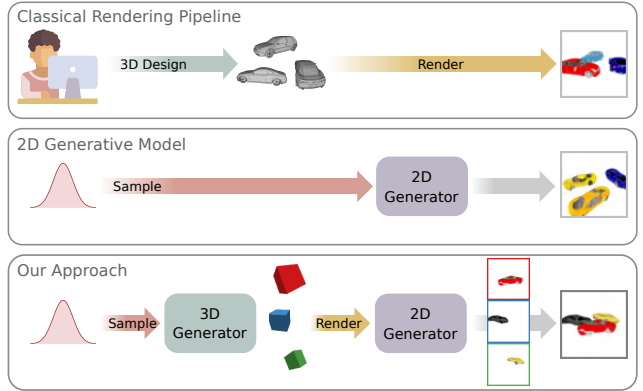 Classical Rendering Pipeline
3D Design
Render
2D Generative Model
Sample
2D
Generator
Our Approach
Sample
3D
Generator
Render
2D
Generator